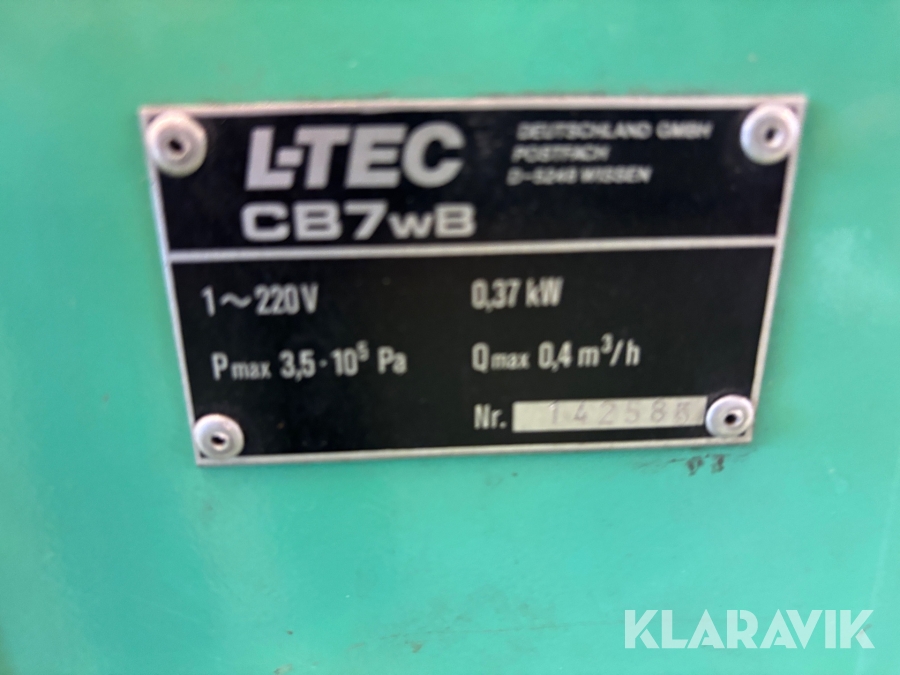 L-TEC
DEUTSCHLAND GMBH
POSTFACH
D-5248 WISSEN
CB7wB
1~220V
0,37 kW
Pmax 3,5·10⁵ Pa
Qmax 0,4 m³/h
Nr.
KLARAVIK